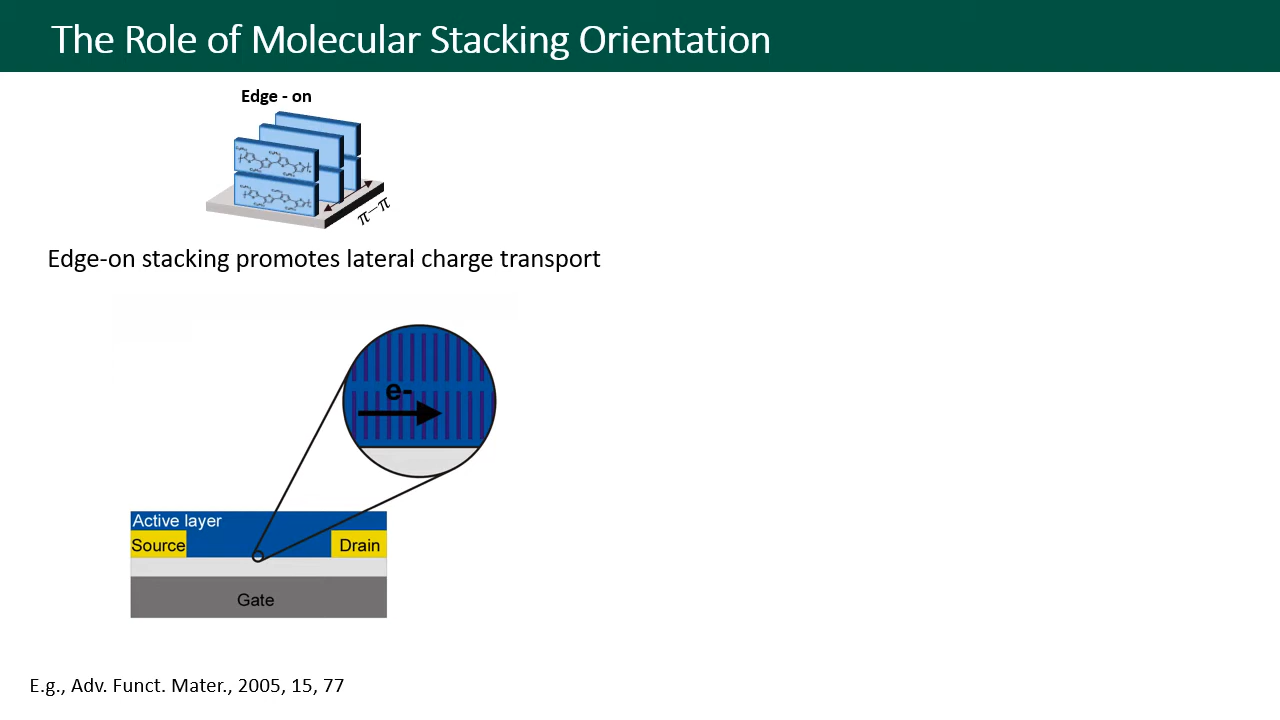 The Role of Molecular Stacking Orientation
Edge - on
π−π
Edge-on stacking promotes lateral charge transport
e-
Active layer
Source
Drain
Gate
E.g., Adv. Funct. Mater., 2005, 15, 77